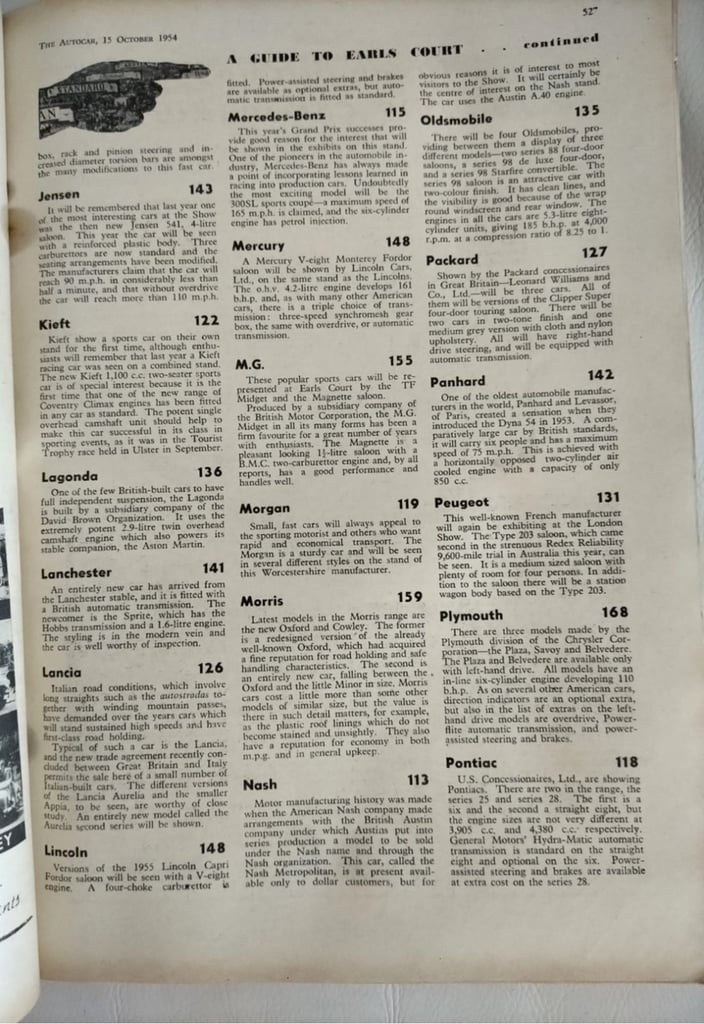 52
THE AUTOCAR, 15 OCTOBER 1954
A GUIDE TO EARLS COURT . . continued
STANDARD
AN
box, rack and pinion steering and in-
creased diameter torsion bars are amongst
the many modifications to this fast car.
Jensen 143
It will be remembered that last year one
of the most interesting cars at the Show
was the then new Jensen 541, 4-litre
saloon. This year the car will be seen
with a reinforced plastic body. Three
carburettors are now standard and the
seating arrangements have been modified.
The manufacturers claim that the car will
reach 90 m.p.h. in considerably less than
half a minute, and that without overdrive
the car will reach more than 110 m.p.h.
Kieft 122
Kieft show a sports car on their own
stand for the first time, although enthu-
siasts will remember that last year a Kieft
racing car was seen on a combined stand.
The new Kieft 1,100 c.c. two-seater sports
car is of special interest because it is the
first time that one of the new range of
Coventry Climax engines has been fitted
in any car as standard. The potent single
overhead camshaft unit should help to
make this car successful in its class in
sporting events, as it was in the Tourist
Trophy race held in Ulster in September.
Lagonda 136
One of the few British-built cars to have
full independent suspension, the Lagonda
is built by a subsidiary company of the
David Brown Organization. It uses the
extremely potent 2.9-litre twin overhead
camshaft engine which also powers its
stable companion, the Aston Martin.
Lanchester 141
An entirely new car has arrived from
the Lanchester stable, and it is fitted with
a British automatic transmission. The
newcomer is the Sprite, which has the
Hobbs transmission and a 1.6-litre engine.
The styling is in the modern vein and
the car is well worthy of inspection.
Lancia 126
Italian road conditions, which involve
long straights such as the autostradas to-
gether with winding mountain passes,
have demanded over the years cars which
will stand sustained high speeds and have
first-class road holding.
Typical of such a car is the Lancia,
and the new trade agreement recently con-
cluded between Great Britain and Italy
permits the sale here of a small number of
Italian-built cars. The different versions
of the Lancia Aurelia and the smaller
Appia, to be seen, are worthy of close
study. An entirely new model called the
Aurelia second series will be shown.
Lincoln 148
Versions of the 1955 Lincoln Capri
Fordor saloon will be seen with a V-eight
engine. A four-choke carburettor is
fitted. Power-assisted steering and brakes
are available as optional extras, but auto-
matic transmission is fitted as standard.
Mercedes-Benz 115
This year's Grand Prix successes pro-
vide good reason for the interest that will
be shown in the exhibits on this stand.
One of the pioneers in the automobile in-
dustry, Mercedes-Benz has always made
a point of incorporating lessons learned in
racing into production cars. Undoubtedly
the most exciting model will be the
300SL sports coupé—a maximum speed of
165 m.p.h. is claimed, and the six-cylinder
engine has petrol injection.
Mercury 148
A Mercury V-eight Monterey Fordor
saloon will be shown by Lincoln Cars,
Ltd., on the same stand as the Lincolns.
The o.h.v. 4.2-litre engine develops 161
b.h.p. and, as with many other American
cars, there is a triple choice of trans-
mission: three-speed synchromesh gear
box, the same with overdrive, or automatic
transmission.
M.G. 155
These popular sports cars will be re-
presented at Earls Court by the TF
Midget and the Magnette saloon.
Produced by a subsidiary company of
the British Motor Corporation, the M.G.
Midget in all its many forms has been a
firm favourite for a great number of years
with enthusiasts. The Magnette is a
pleasant looking 1½-litre saloon with a
B.M.C. two-carburettor engine and, by all
reports, has a good performance and
handles well.
Morgan 119
Small, fast cars will always appeal to
the sporting motorist and others who want
rapid and economical transport. The
Morgan is a sturdy car and will be seen
in several different styles on the stand of
this Worcestershire manufacturer.
Morris 159
Latest models in the Morris range are
the new Oxford and Cowley. The former
is a redesigned version of the already
well-known Oxford, which had acquired
a fine reputation for road holding and safe
handling characteristics. The second is
an entirely new car, falling between the
Oxford and the little Minor in size. Morris
cars cost a little more than some other
models of similar size, but the value is
there in such detail matters, for example,
as the plastic roof linings which do not
become stained and unsightly. They also
have a reputation for economy in both
m.p.g. and in general upkeep.
Nash 113
Motor manufacturing history was made
when the American Nash company made
arrangements with the British Austin
company under which Austins put into
series production a model to be sold
under the Nash name and through the
Nash organization. This car, called the
Nash Metropolitan, is at present avail-
able only to dollar customers, but for
obvious reasons it is of interest to most
visitors to the Show. It will certainly be
the centre of interest on the Nash stand.
The car uses the Austin A.40 engine.
Oldsmobile 135
There will be four Oldsmobiles, pro-
viding between them a display of three
different models—two series 88 four-door
saloons, a series 98 de luxe four-door,
and a series 98 Starfire convertible. The
series 98 saloon is an attractive car with
two-colour finish. It has clean lines, and
the visibility is good because of the wrap
round windscreen and rear window. The
engines in all the cars are 5.3-litre eight-
cylinder units, giving 185 b.h.p. at 4,000
r.p.m. at a compression ratio of 8.25 to 1.
Packard 127
Shown by the Packard concessionaires
in Great Britain—Leonard Williams and
Co., Ltd.—will be three cars. All of
them will be versions of the Clipper Super
four-door touring saloon. There will be
two cars in two-tone finish and one
medium grey version with cloth and nylon
upholstery. All will have right-hand
drive steering, and will be equipped with
automatic transmission.
Panhard 142
One of the oldest automobile manufac-
turers in the world, Panhard and Levassor,
of Paris, created a sensation when they
introduced the Dyna 54 in 1953. A com-
paratively large car by British standards,
it will carry six people and has a maximum
speed of 75 m.p.h. This is achieved with
a horizontally opposed two-cylinder air
cooled engine with a capacity of only
850 c.c.
Peugeot 131
This well-known French manufacturer
will again be exhibiting at the London
Show. The Type 203 saloon, which came
second in the strenuous Redex Reliability
9,600-mile trial in Australia this year, can
be seen. It is a medium sized saloon with
plenty of room for four persons. In addi-
tion to the saloon there will be a station
wagon body based on the Type 203.
Plymouth 168
There are three models made by the
Plymouth division of the Chrysler Cor-
poration—the Plaza, Savoy and Belvedere.
The Plaza and Belvedere are available only
with left-hand drive. All models have an
in-line six-cylinder engine developing 110
b.h.p. As on several other American cars,
direction indicators are an optional extra,
but also in the list of extras on the left-
hand drive models are overdrive, Power-
flite automatic transmission, and power-
assisted steering and brakes.
Pontiac 118
U.S. Concessionaires, Ltd., are showing
Pontiacs. There are two in the range, the
series 25 and series 28. The first is a
six and the second a straight eight, but
the engine sizes are not very different at
3,905 c.c. and 4,380 c.c. respectively.
General Motors' Hydra-Matic automatic
transmission is standard on the straight
eight and optional on the six. Power-
assisted steering and brakes are available
at extra cost on the series 28.